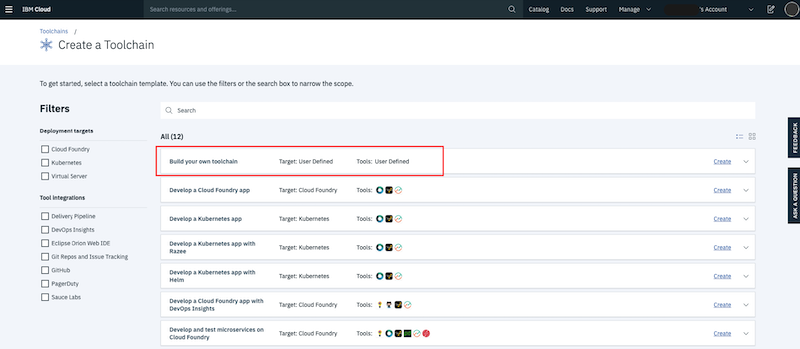 IBM Cloud
Search resources and offerings...
Catalog
Docs
Support
Manage
's Account
Toolchains /
Create a Toolchain
To get started, select a toolchain template. You can use the filters or the search box to narrow the scope.
Filters
Deployment targets
Cloud Foundry
Kubernetes
Virtual Server
Tool Integrations
Delivery Pipeline
DevOps Insights
Eclipse Orion Web IDE
Git Repos and Issue Tracking
GitHub
PagerDuty
Sauce Labs
Search
All (12)
Build your own toolchain Target: User Defined Tools: User Defined Create
Develop a Cloud Foundry app Target: Cloud Foundry Tools: Create
Develop a Kubernetes app Target: Kubernetes Tools: Create
Develop a Kubernetes app with
Razee
Target: Kubernetes Tools: Create
Develop a Kubernetes app with
Helm
Target: Kubernetes Tools: Create
Develop a Cloud Foundry app with
DevOps Insights
Target: Cloud Foundry Tools: Create
Develop and test microservices on
Cloud Foundry
Target: Cloud Foundry Tools: Create
FEEDBACK
ASK A QUESTION